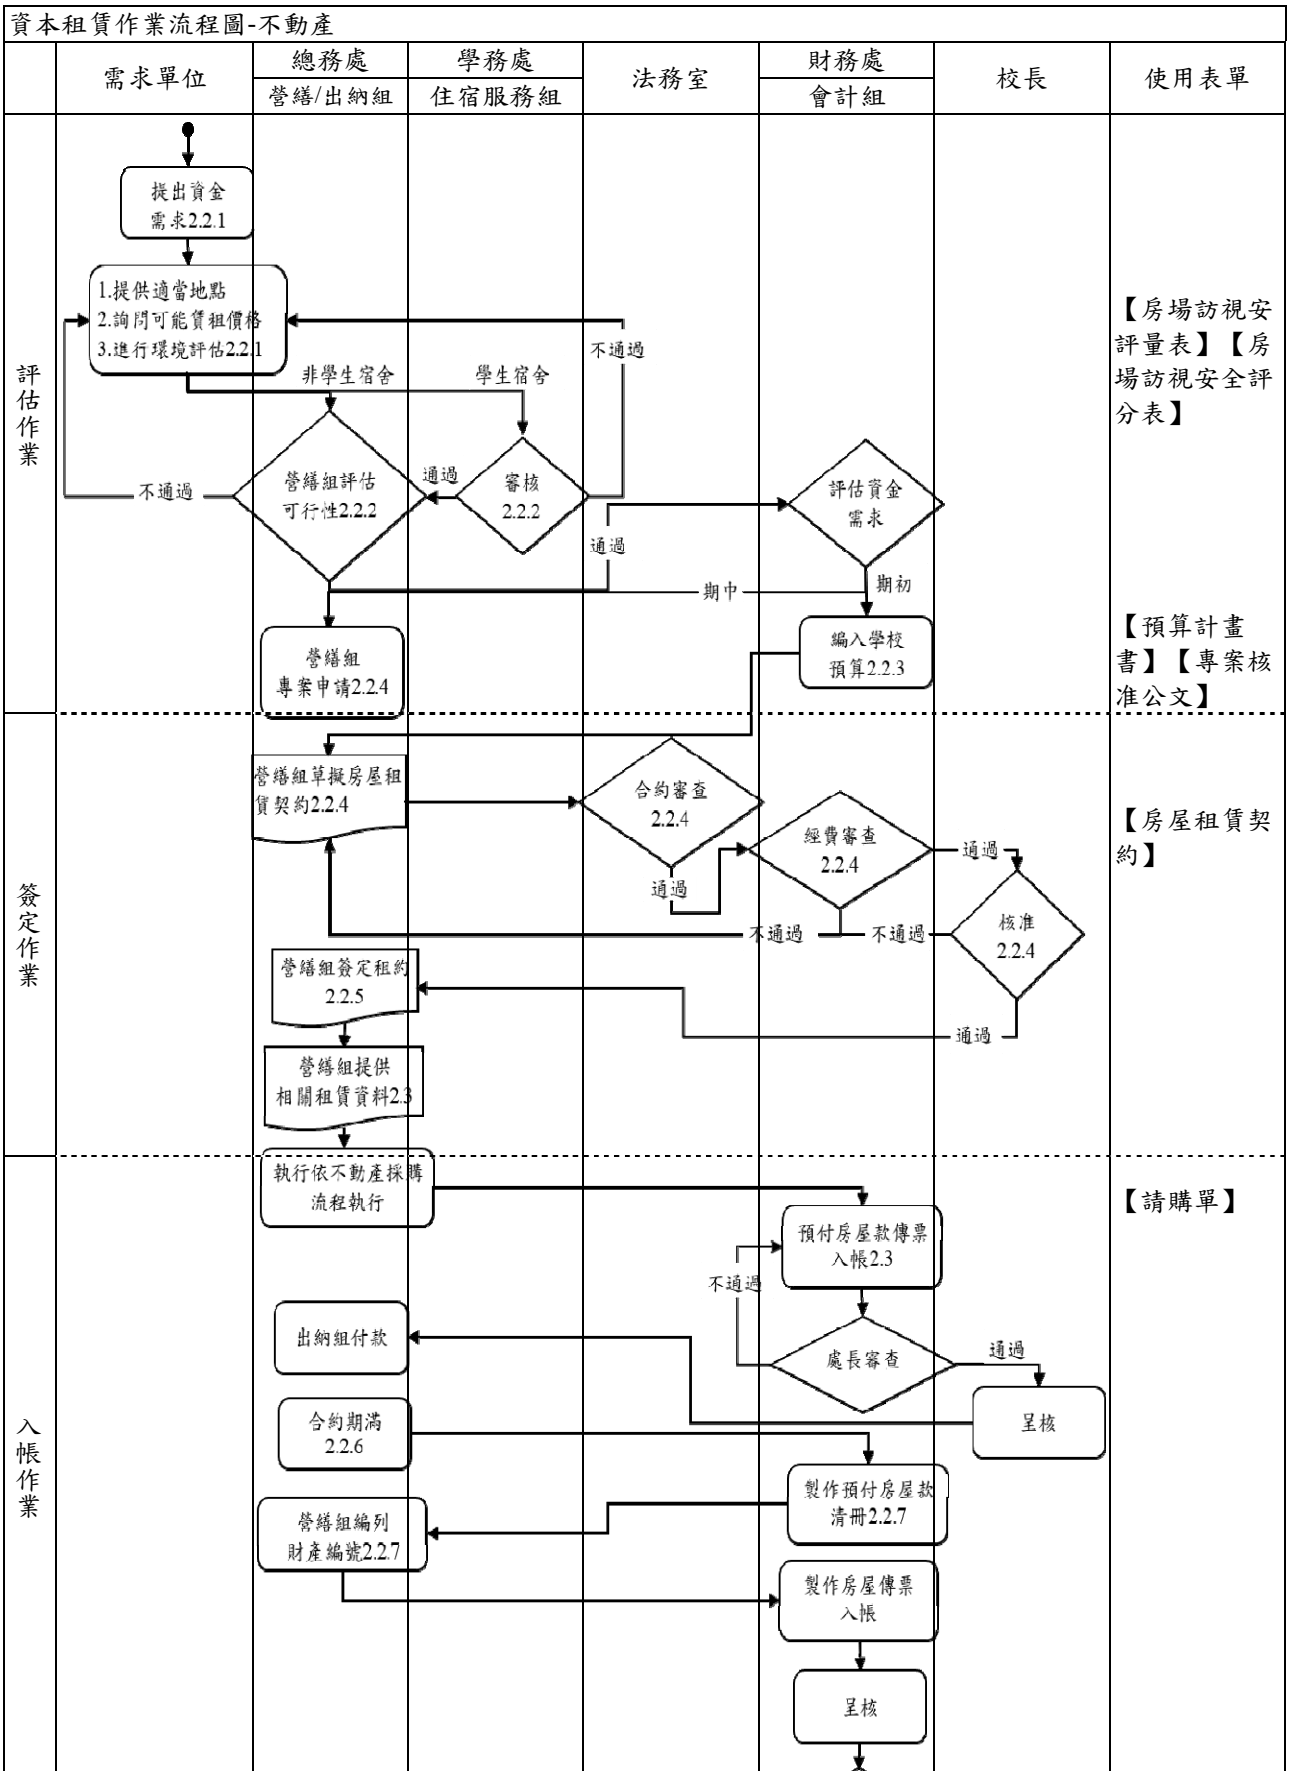 資本租賃作業流程圖-不動產
需求單位
總務處
營繕/出納組
學務處
住宿服務組
法務室
財務處
會計組
校長
使用表單
評估作業
提出資金
需求2.2.1
1.提供適當地點
2.詢問可能賃租價格
3.進行環境評估2.2.1
非學生宿舍
學生宿舍
不通過
營繕組評估
可行性2.2.2
不通過
通過
審核
2.2.2
通過
評估資金
需求
期中
期初
營繕組
專案申請2.2.4
編入學校
預算2.2.3
【房場訪視安
評量表】【房
場訪視安全評
分表】
【預算計畫
書】【專案核
准公文】
簽定作業
營繕組草擬房屋租
賃契約2.2.4
合約審查
2.2.4
通過
經費審查
2.2.4
通過
不通過
不通過
核准
2.2.4
通過
營繕組簽定租約
2.2.5
營繕組提供
相關租賃資料2.3
【房屋租賃契
約】
入帳作業
執行依不動產採購
流程執行
預付房屋款傳票
入帳2.3
不通過
處長審查
通過
呈核
出納組付款
合約期滿
2.2.6
製作預付房屋款
清冊2.2.7
營繕組編列
財產編號2.2.7
製作房屋傳票
入帳
呈核
【請購單】